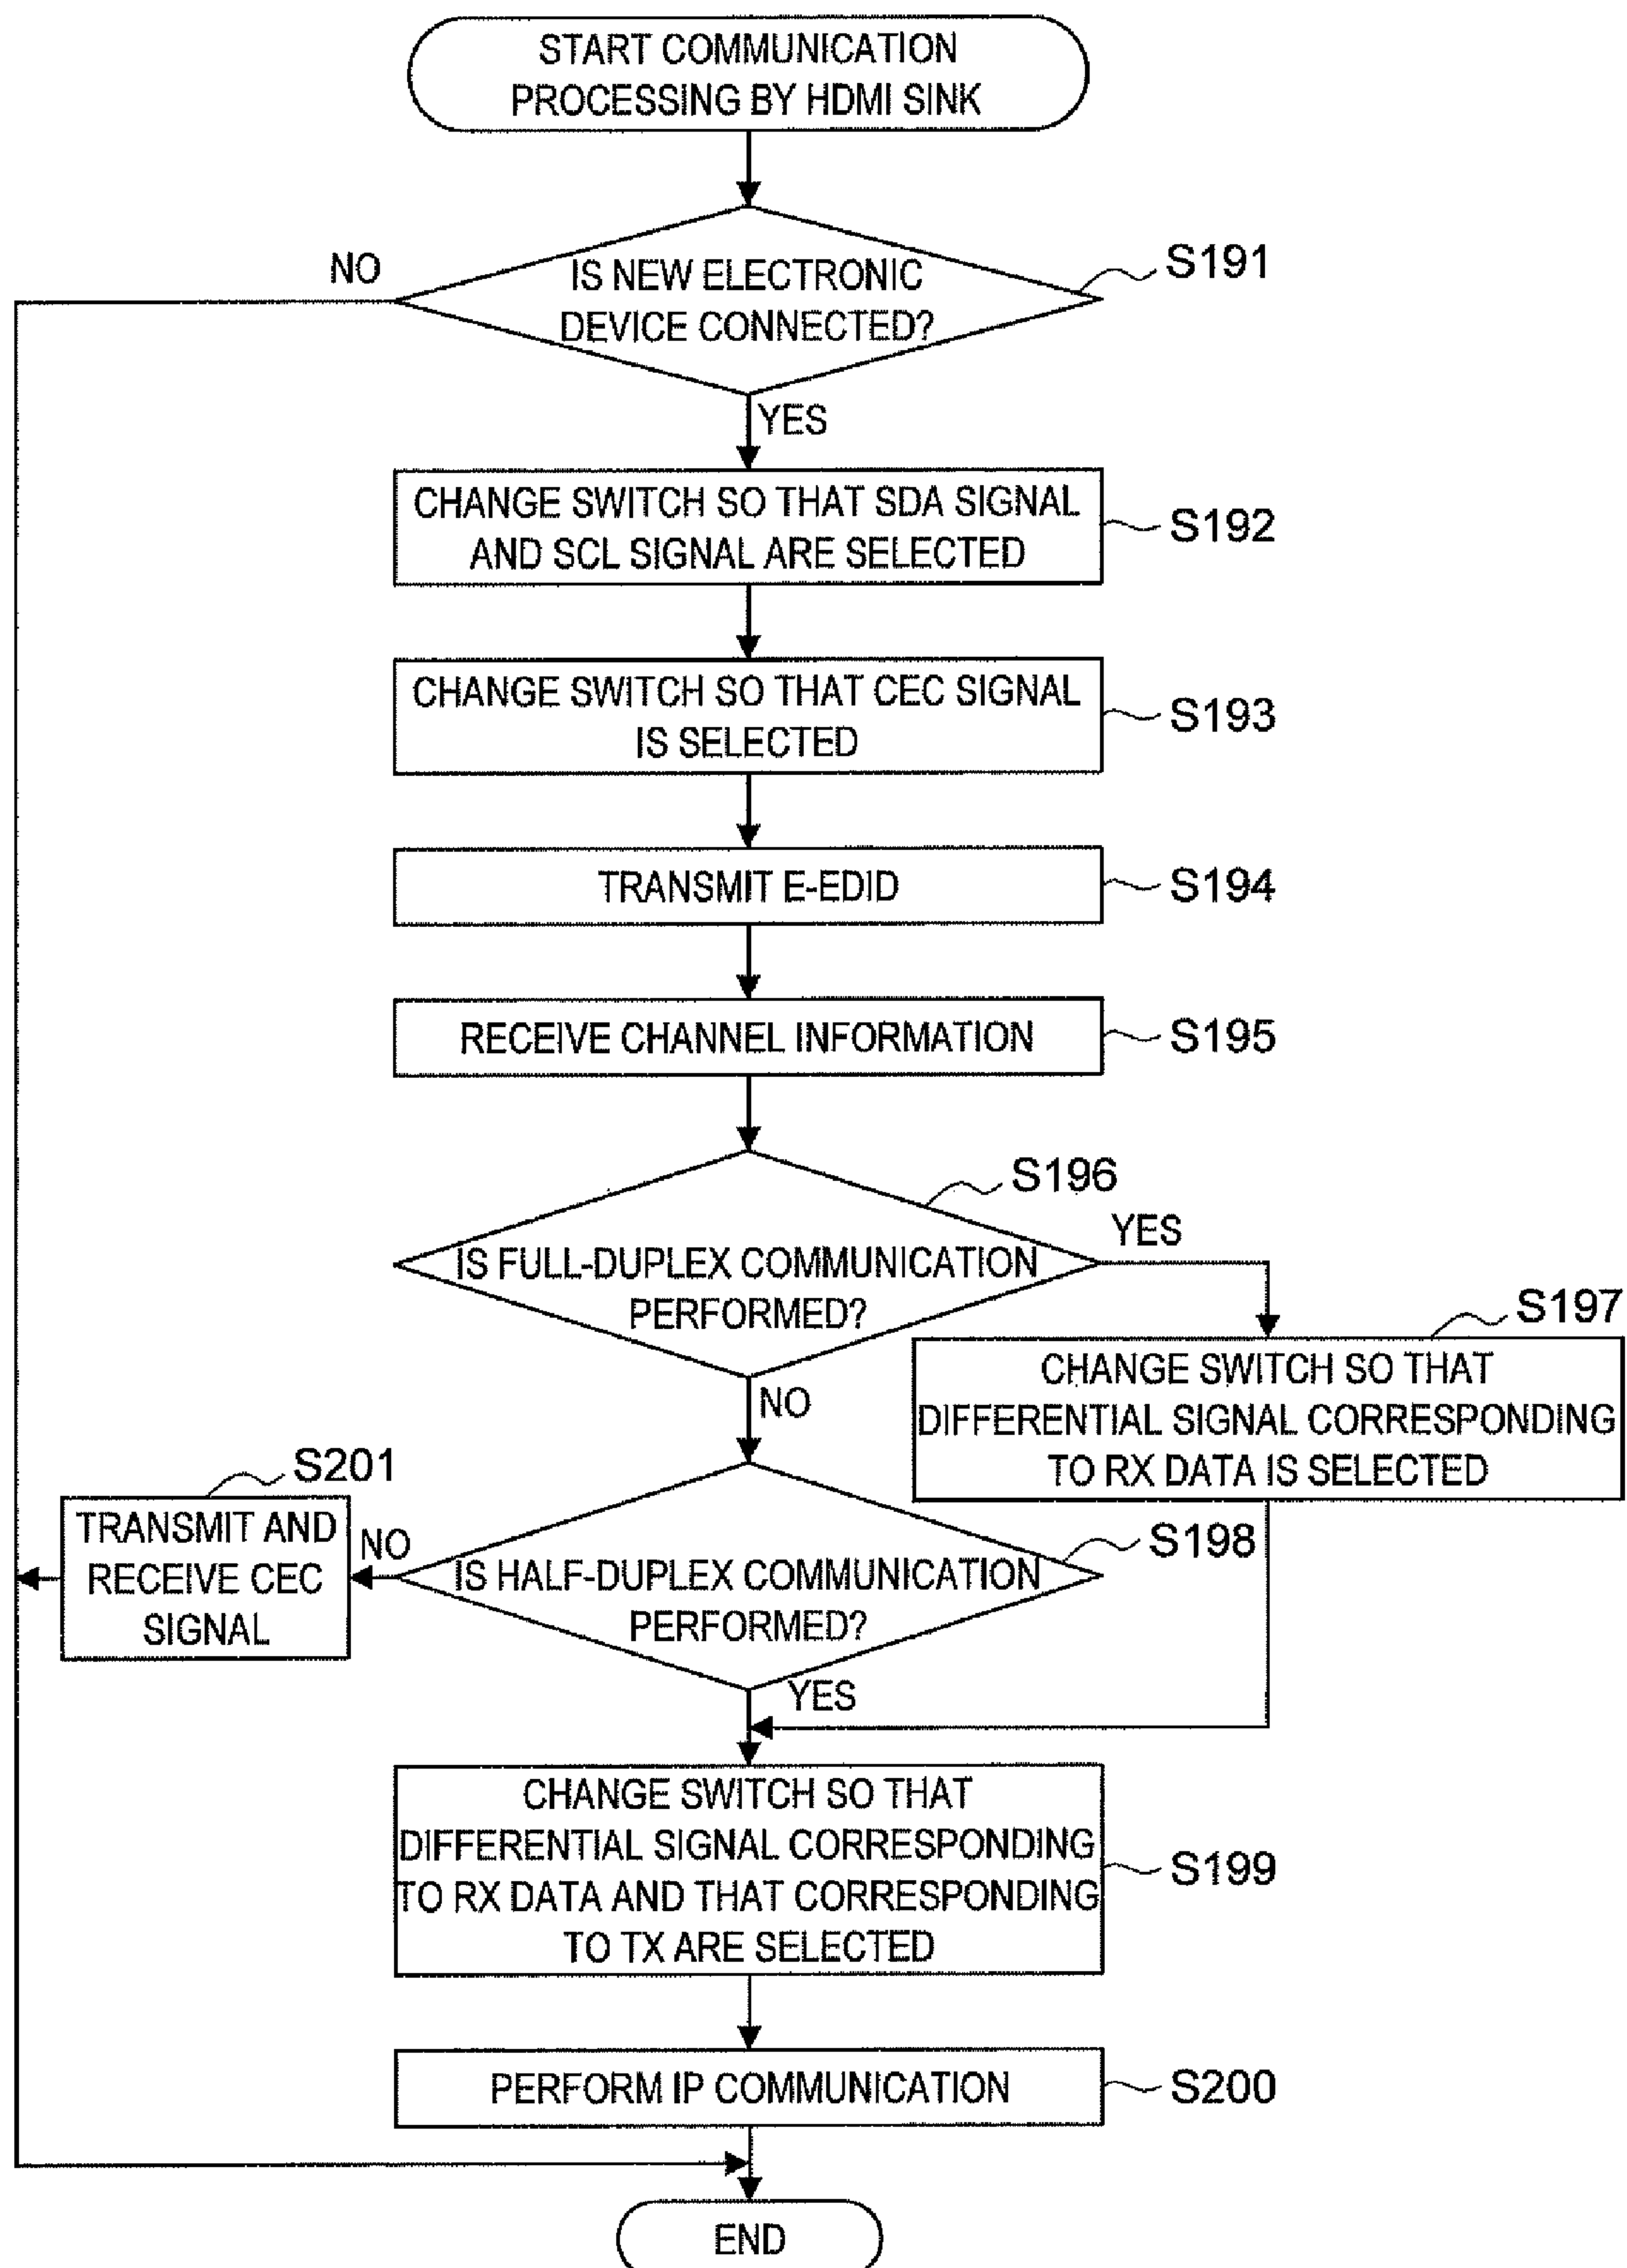 START COMMUNICATION
PROCESSING BY HDMI SINK
NO
IS NEW ELECTRONIC
DEVICE CONNECTED?
S191
YES
CHANGE SWITCH SO THAT SDA SIGNAL
AND SCL SIGNAL ARE SELECTED
S192
CHANGE SWITCH SO THAT CEC SIGNAL
IS SELECTED
S193
TRANSMIT E-EDID
S194
RECEIVE CHANNEL INFORMATION
S195
S196
IS FULL-DUPLEX COMMUNICATION
PERFORMED?
YES
S197
CHANGE SWITCH SO THAT
DIFFERENTIAL SIGNAL CORRESPONDING
TO RX DATA IS SELECTED
NO
S198
IS HALF-DUPLEX COMMUNICATION
PERFORMED?
NO
S201
TRANSMIT AND
RECEIVE CEC
SIGNAL
YES
CHANGE SWITCH SO THAT
DIFFERENTIAL SIGNAL CORRESPONDING
TO RX DATA AND THAT CORRESPONDING
TO TX ARE SELECTED
S199
PERFORM IP COMMUNICATION
S200
END